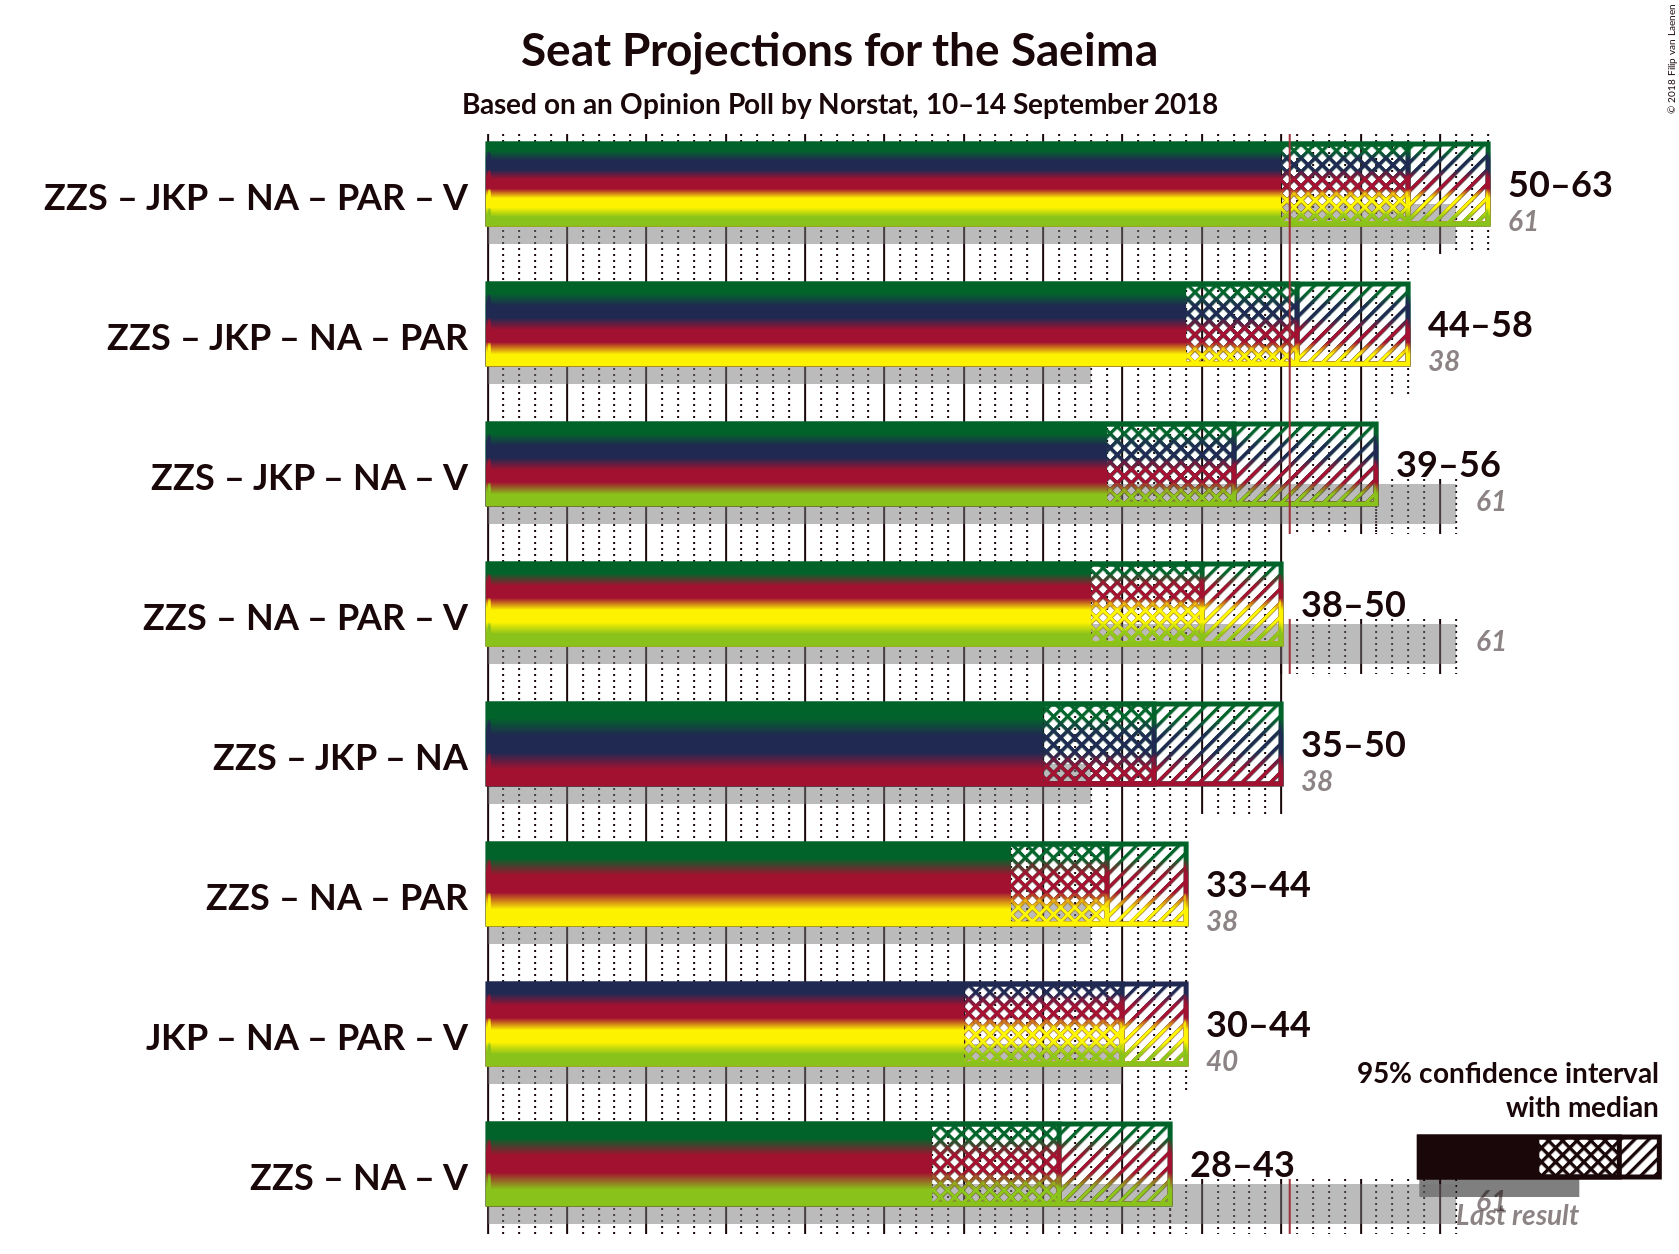 Seat Projections for the Saeima
Based on an Opinion Poll by Norstat, 10–14 September 2018
© 2018 Filip van Laenen
ZZS – JKP – NA – PAR – V
50–63
61
ZZS – JKP – NA – PAR
44–58
38
ZZS – JKP – NA – V
39–56
61
ZZS – NA – PAR – V
38–50
61
ZZS – JKP – NA
35–50
38
ZZS – NA – PAR
33–44
38
JKP – NA – PAR – V
30–44
40
ZZS – NA – V
28–43
61
95% confidence interval
with median
Last result